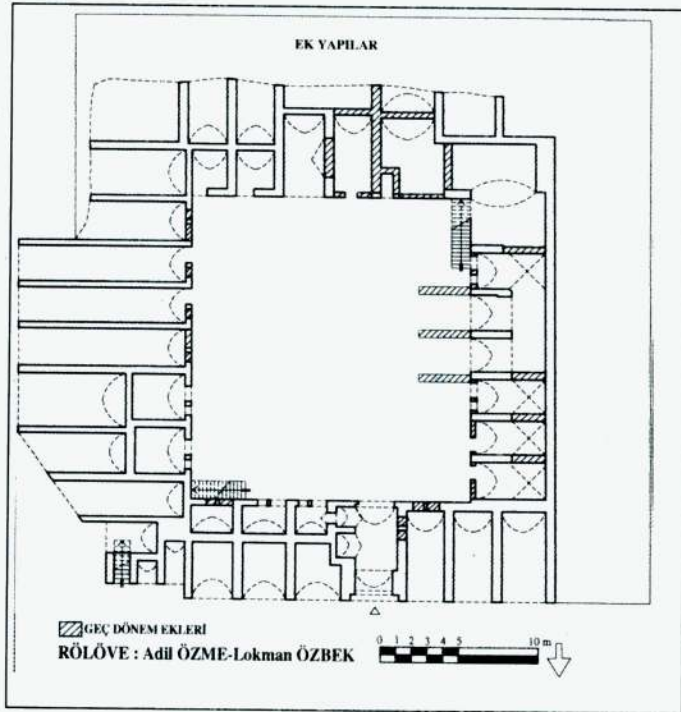 EK YAPILAR
GEÇ DÖNEM EKLERİ
RÖLÖVE : Adil ÖZME-Lokman ÖZBEK
0 1 2 3 4 5 10 m